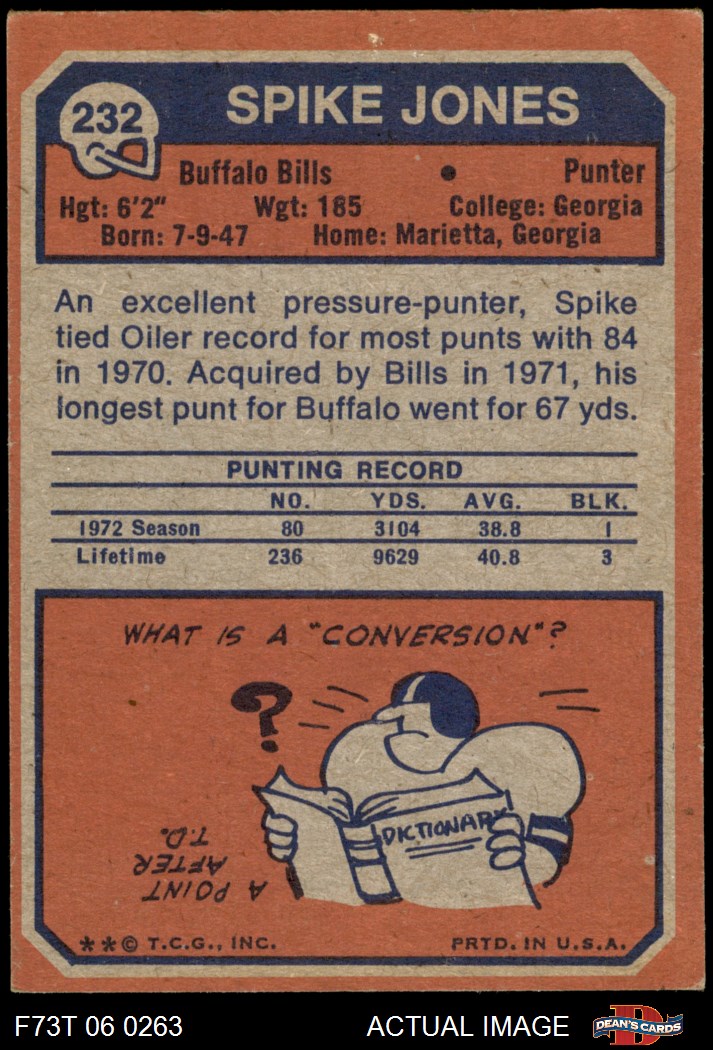 232
SPIKE JONES
Buffalo Bills • Punter
Hgt: 6'2" Wgt: 185 College: Georgia
Born: 7-9-47 Home: Marietta, Georgia
An excellent pressure-punter, Spike
tied Oiler record for most punts with 84
in 1970. Acquired by Bills in 1971, his
longest punt for Buffalo went for 67 yds.
PUNTING RECORD
NO. YDS. AVG. BLK.
1972 Season 80 3104 38.8 1
Lifetime 236 9629 40.8 3
WHAT IS A "CONVERSION"?
?
DICTIONARY
A POINT
AFTER
T.D.
**© T.C.G., INC. PRTD. IN U.S.A.
F73T 06 0263 ACTUAL IMAGE
D
DEAN'S CARDS